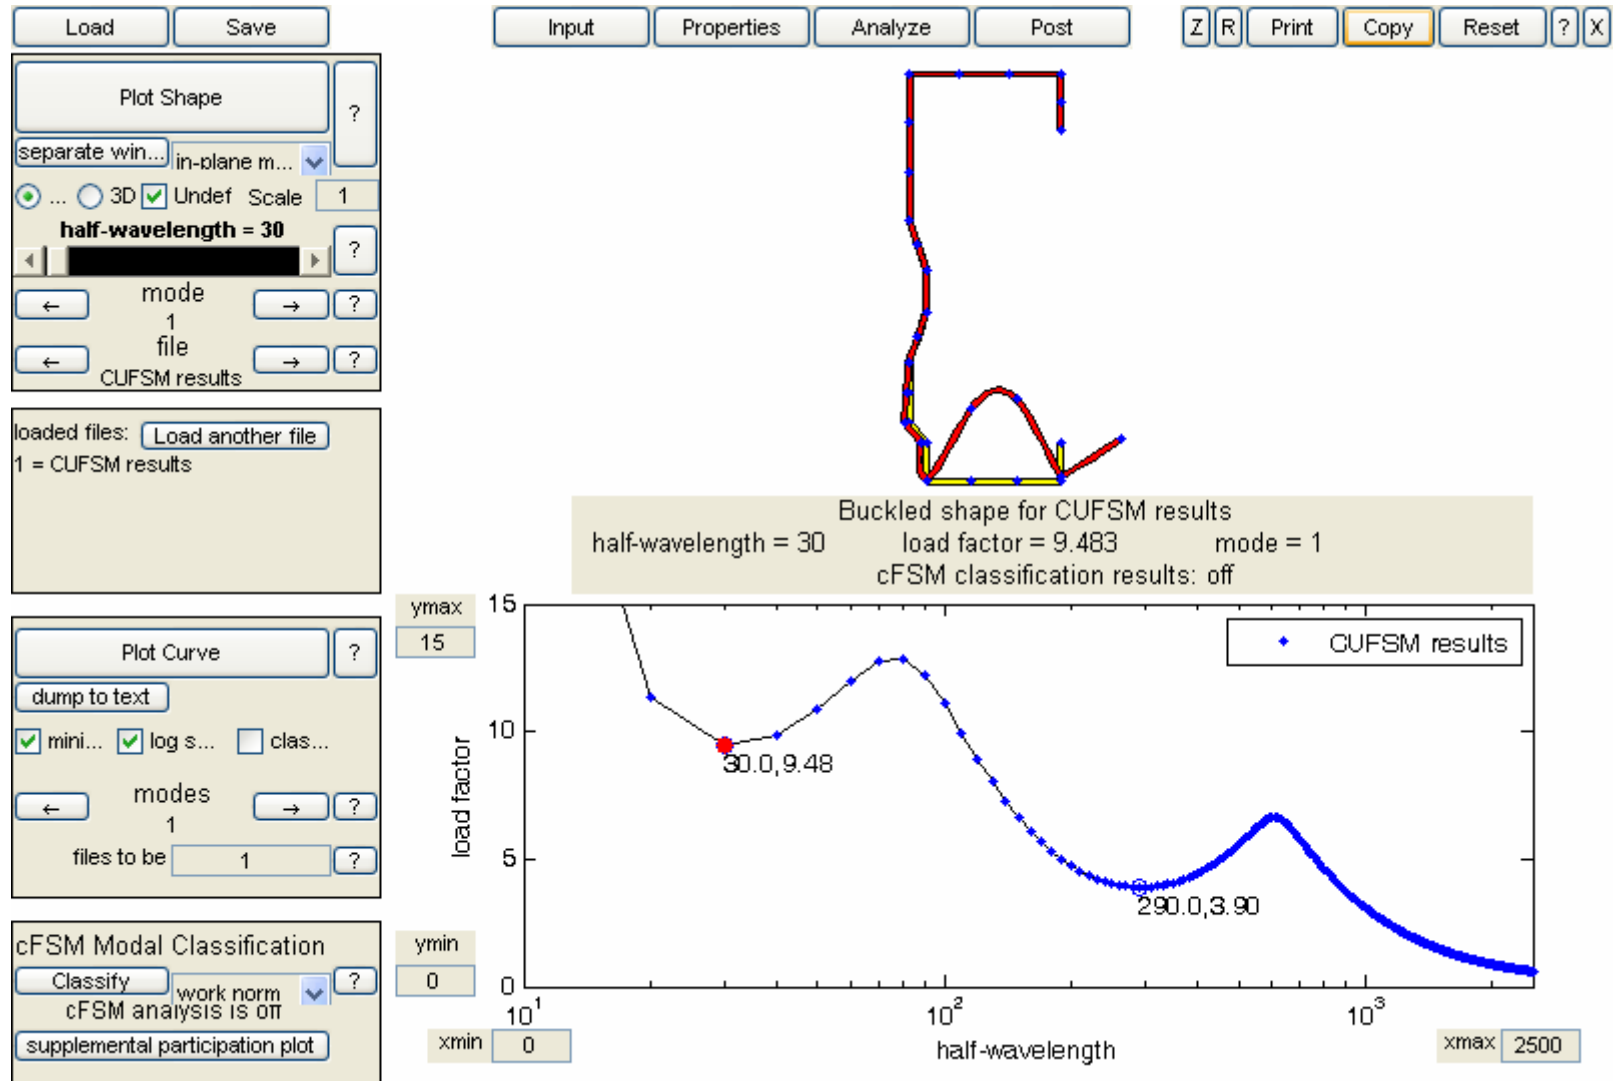 Load Save Input Properties Analyze Post Z R Print Copy Reset ? X
Plot Shape ?
separate win... in-plane m...
... 3D Undef Scale 1
half-wavelength = 30 ?
← mode → ?
1
← file → ?
CUFSM results
loaded files: Load another file
1 = CUFSM results
Buckled shape for CUFSM results
half-wavelength = 30 load factor = 9.483 mode = 1
cFSM classification results: off
Plot Curve ?
dump to text
mini... log s... clas...
← modes → ?
1
files to be 1 ?
cFSM Modal Classification
Classify work norm ?
cFSM analysis is off
supplemental participation plot
ymax
15
ymin
0
xmin 0
xmax 2500
15
10
5
0
load factor
CUFSM results
30.0,9.48
290.0,3.90
10¹ 10² 10³
half-wavelength